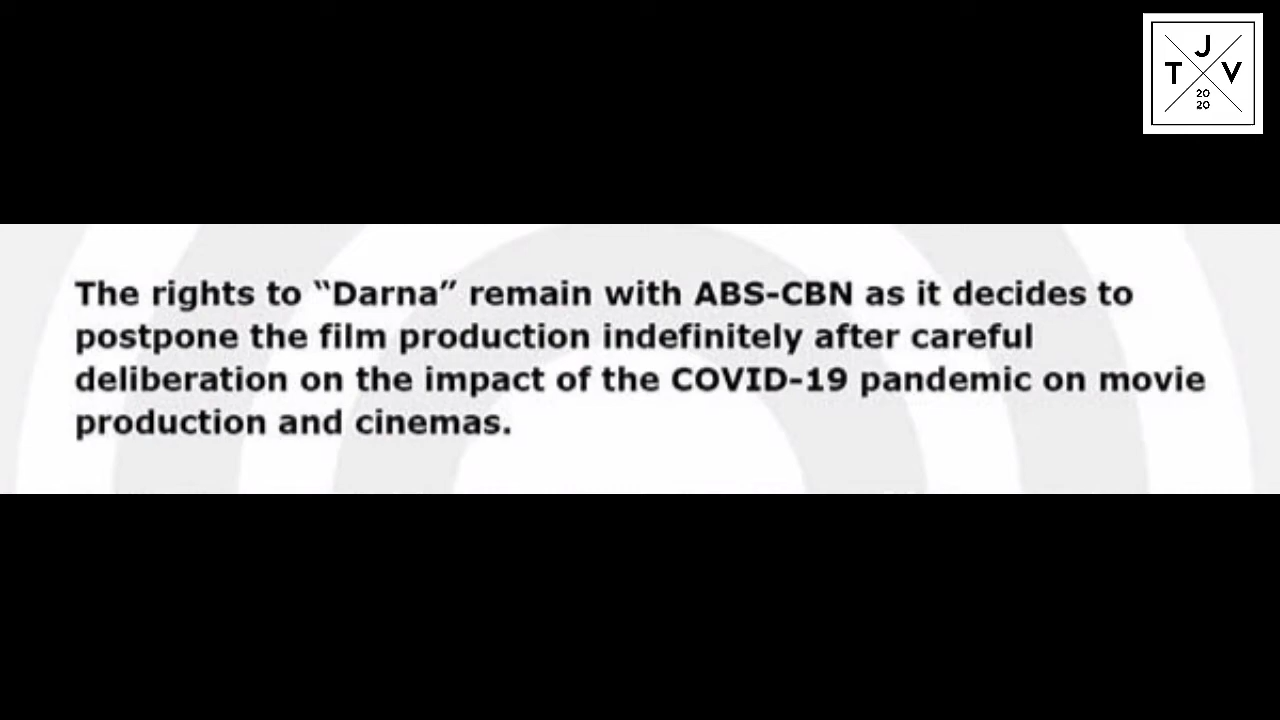 J
T V
20
20
The rights to “Darna” remain with ABS-CBN as it decides to
postpone the film production indefinitely after careful
deliberation on the impact of the COVID-19 pandemic on movie
production and cinemas.